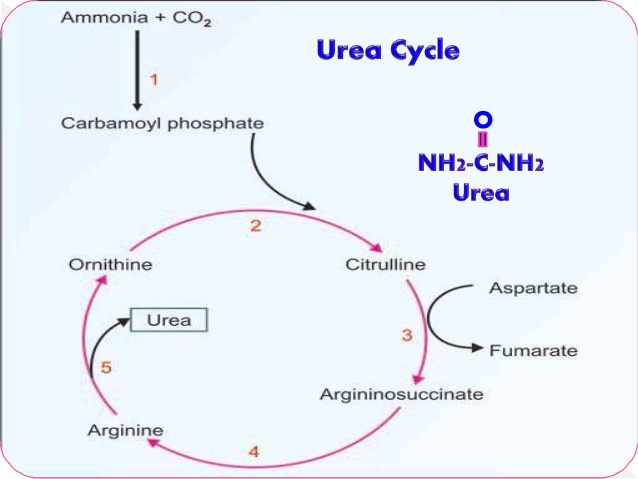 Ammonia + CO₂
Urea Cycle
1
Carbamoyl phosphate
O
||
NH2-C-NH2
Urea
2
Ornithine
Citrulline
Aspartate
Urea
3
Fumarate
5
Argininosuccinate
Arginine
4